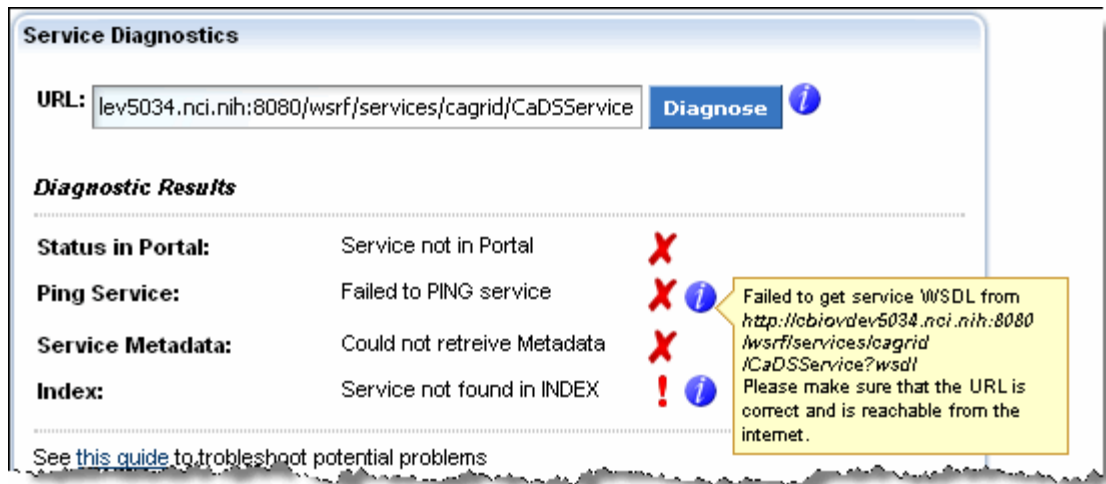 Service Diagnostics
URL: lev5034.nci.nih:8080/wsrf/services/cagrid/CaDSService Diagnose i
Diagnostic Results
Status in Portal: Service not in Portal
Ping Service: Failed to PING service i
Service Metadata: Could not retreive Metadata
Index: Service not found in INDEX ! i
Failed to get service WSDL from
http://cbiovdev5034.nci.nih:8080
/wsrf/services/cagrid
/CaDSService?wsdl
Please make sure that the URL is
correct and is reachable from the
internet.
See this guide to trobleshoot potential problems